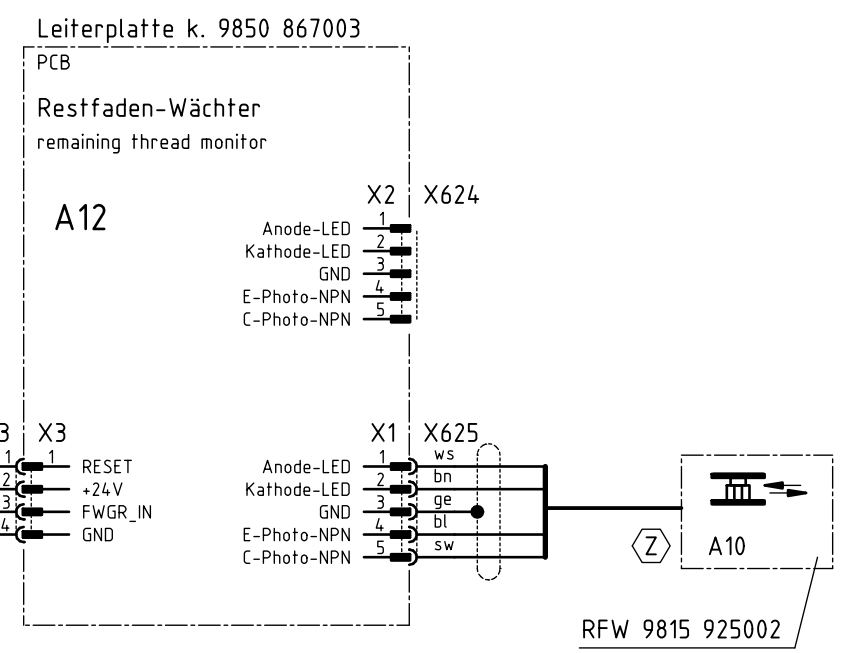 Leiterplatte k. 9850 867003
PCB
Restfaden-Wächter
remaining thread monitor
A12
X2 X624
Anode-LED 1
Kathode-LED 2
GND 3
E-Photo-NPN 4
C-Photo-NPN 5
3 X3
1 1 RESET
2 2 +24V
3 3 FWGR_IN
4 4 GND
X1 X625
Anode-LED 1 ws
Kathode-LED 2 bn
GND 3 ge
E-Photo-NPN 4 bl
C-Photo-NPN 5 sw
Z
A10
RFW 9815 925002